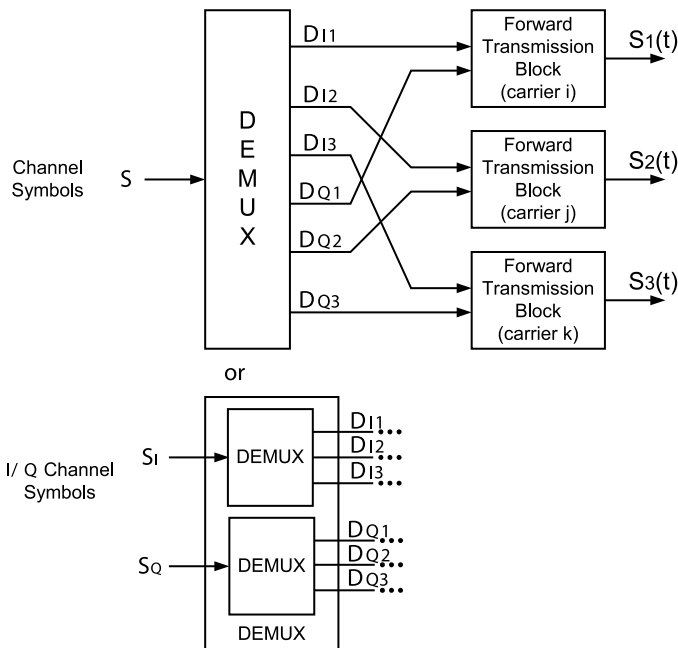 Channel
Symbols
S
D
E
M
U
X
DI1
DI2
DI3
DQ1
DQ2
DQ3
Forward
Transmission
Block
(carrier i)
S1(t)
Forward
Transmission
Block
(carrier j)
S2(t)
Forward
Transmission
Block
(carrier k)
S3(t)
or
I/ Q Channel
Symbols
SI
DEMUX
DI1
DI2
DI3
SQ
DEMUX
DQ1
DQ2
DQ3
DEMUX